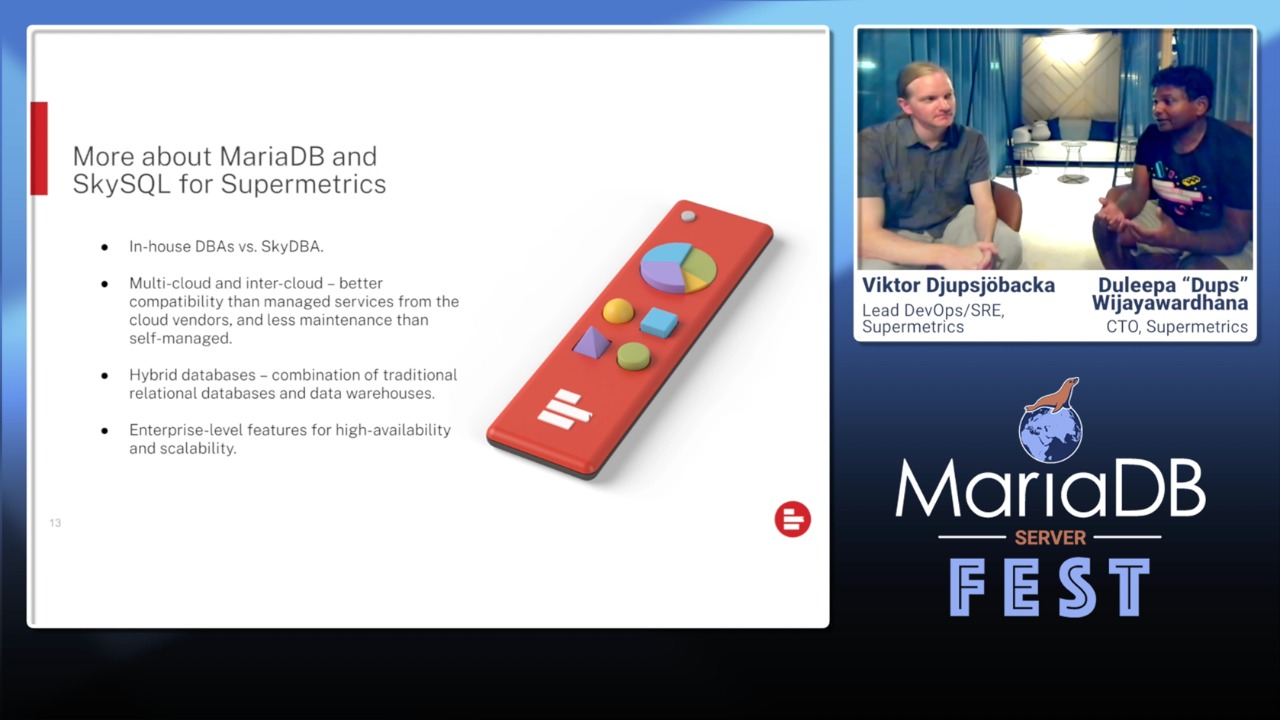 More about MariaDB and
SkySQL for Supermetrics
● In-house DBAs vs. SkyDBA.
● Multi-cloud and inter-cloud – better
compatibility than managed services from the
cloud vendors, and less maintenance than
self-managed.
● Hybrid databases – combination of traditional
relational databases and data warehouses.
● Enterprise-level features for high-availability
and scalability.
13
Viktor Djupsjöbacka
Lead DevOps/SRE,
Supermetrics
Duleepa “Dups”
Wijayawardhana
CTO, Supermetrics
MariaDB
SERVER
FEST